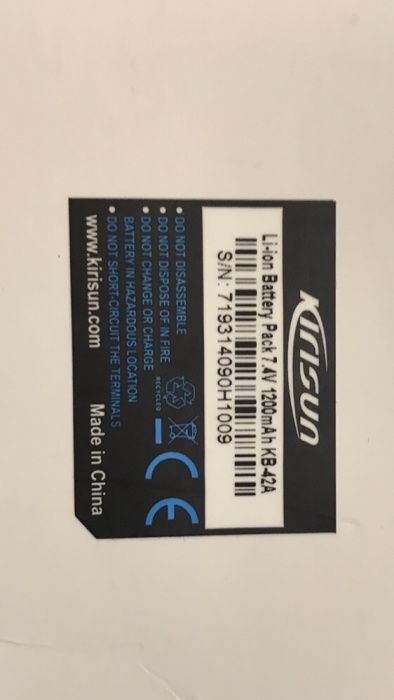 KIRISUN
Li-Ion Battery Pack 7.4V 1200mAh KB-42A
S/N: 719314090H1009
• DO NOT DISASSEMBLE
• DO NOT DISPOSE OF IN FIRE
• DO NOT CHANGE OR CHARGE
BATTERY IN HAZARDOUS LOCATION
• DO NOT SHORT-CIRCUIT THE TERMINALS
RECYCLED
CE
www.kirisun.com Made in China